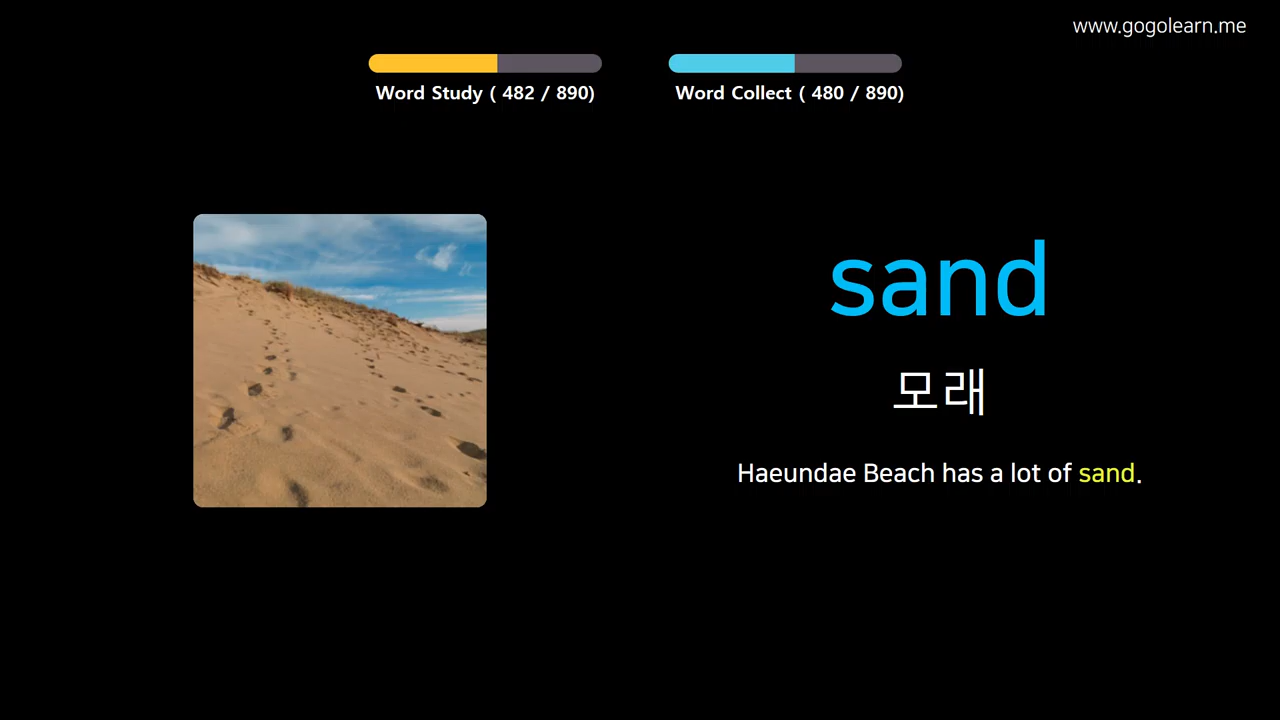 www.gogolearn.me
Word Study ( 482 / 890)
Word Collect ( 480 / 890)
sand
모래
Haeundae Beach has a lot of sand.